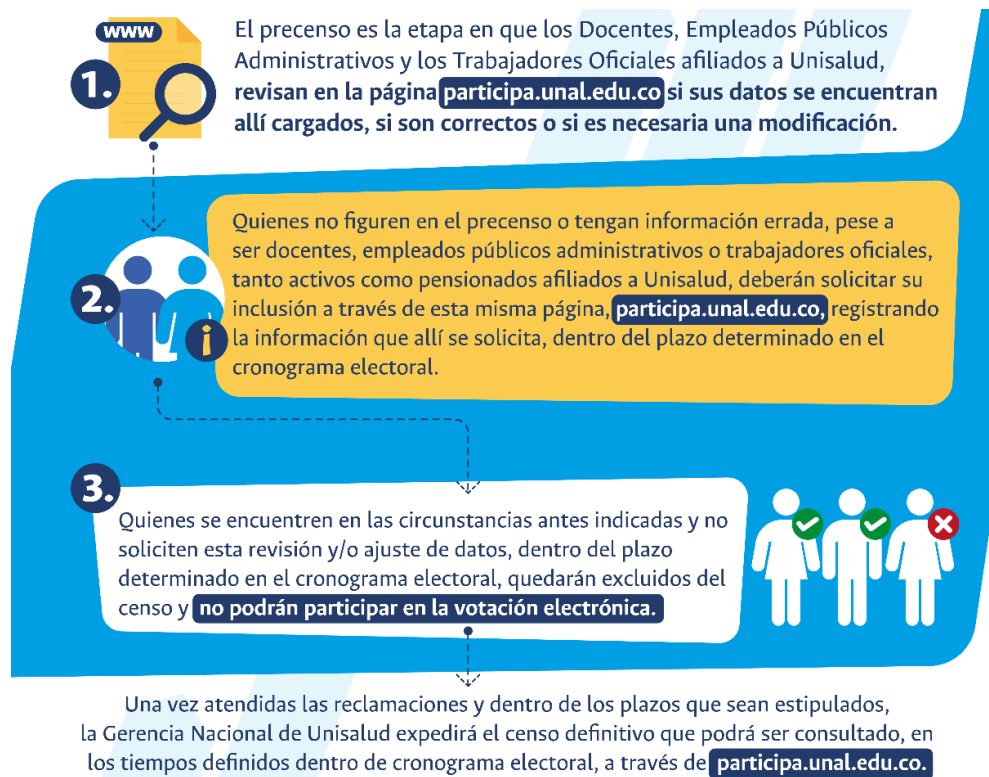 www
1.
El precenso es la etapa en que los Docentes, Empleados Públicos
Administrativos y los Trabajadores Oficiales afiliados a Unisalud,
revisan en la página participa.unal.edu.co si sus datos se encuentran
allí cargados, si son correctos o si es necesaria una modificación.
2.
i
Quienes no figuren en el precenso o tengan información errada, pese a
ser docentes, empleados públicos administrativos o trabajadores oficiales,
tanto activos como pensionados afiliados a Unisalud, deberán solicitar su
inclusión a través de esta misma página, participa.unal.edu.co, registrando
la información que allí se solicita, dentro del plazo determinado en el
cronograma electoral.
3.
Quienes se encuentren en las circunstancias antes indicadas y no
soliciten esta revisión y/o ajuste de datos, dentro del plazo
determinado en el cronograma electoral, quedarán excluidos del
censo y no podrán participar en la votación electrónica.
Una vez atendidas las reclamaciones y dentro de los plazos que sean estipulados,
la Gerencia Nacional de Unisalud expedirá el censo definitivo que podrá ser consultado, en
los tiempos definidos dentro de cronograma electoral, a través de participa.unal.edu.co.